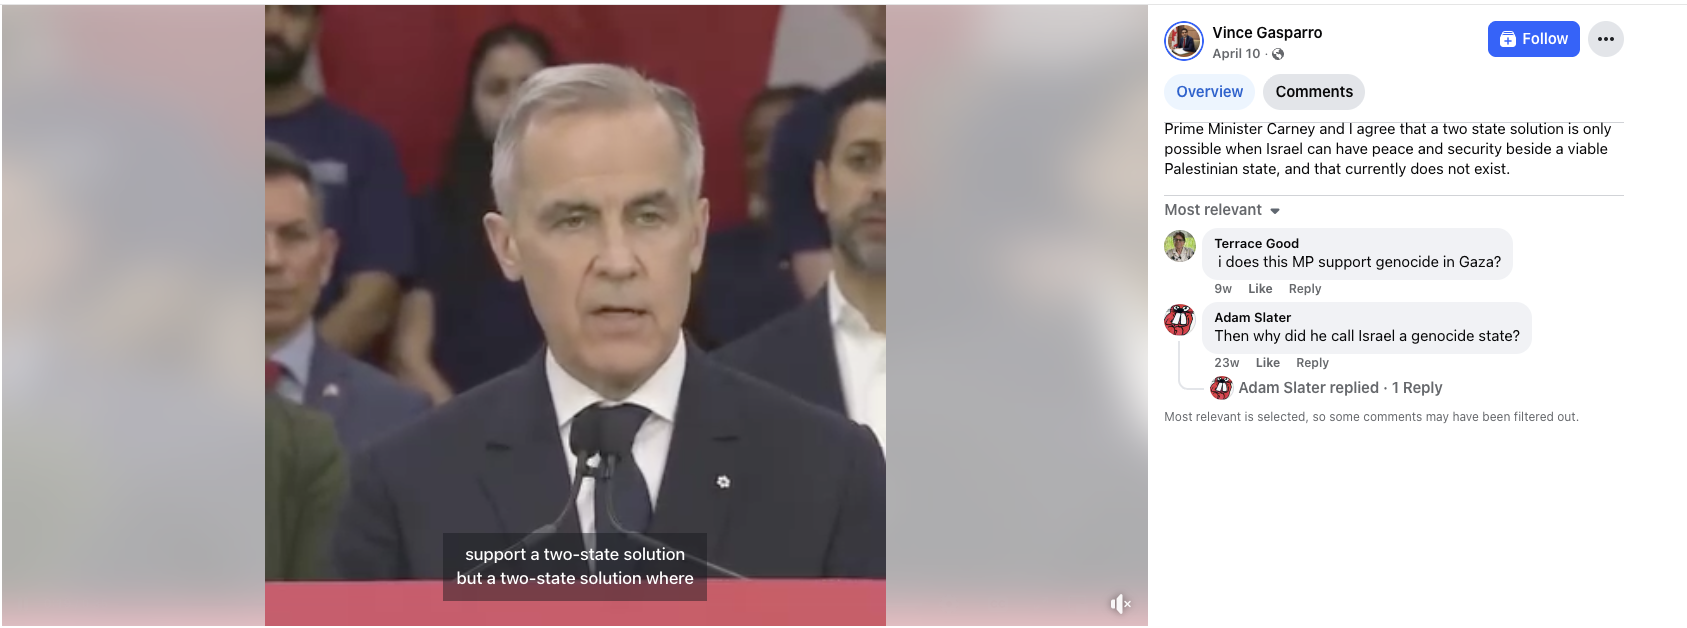 Vince Gasparro
April 10 ·
Follow
Overview
Comments
Prime Minister Carney and I agree that a two state solution is only
possible when Israel can have peace and security beside a viable
Palestinian state, and that currently does not exist.
Most relevant
Terrace Good
i does this MP support genocide in Gaza?
9w Like Reply
Adam Slater
Then why did he call Israel a genocide state?
23w Like Reply
Adam Slater replied · 1 Reply
Most relevant is selected, so some comments may have been filtered out.
support a two-state solution
but a two-state solution where